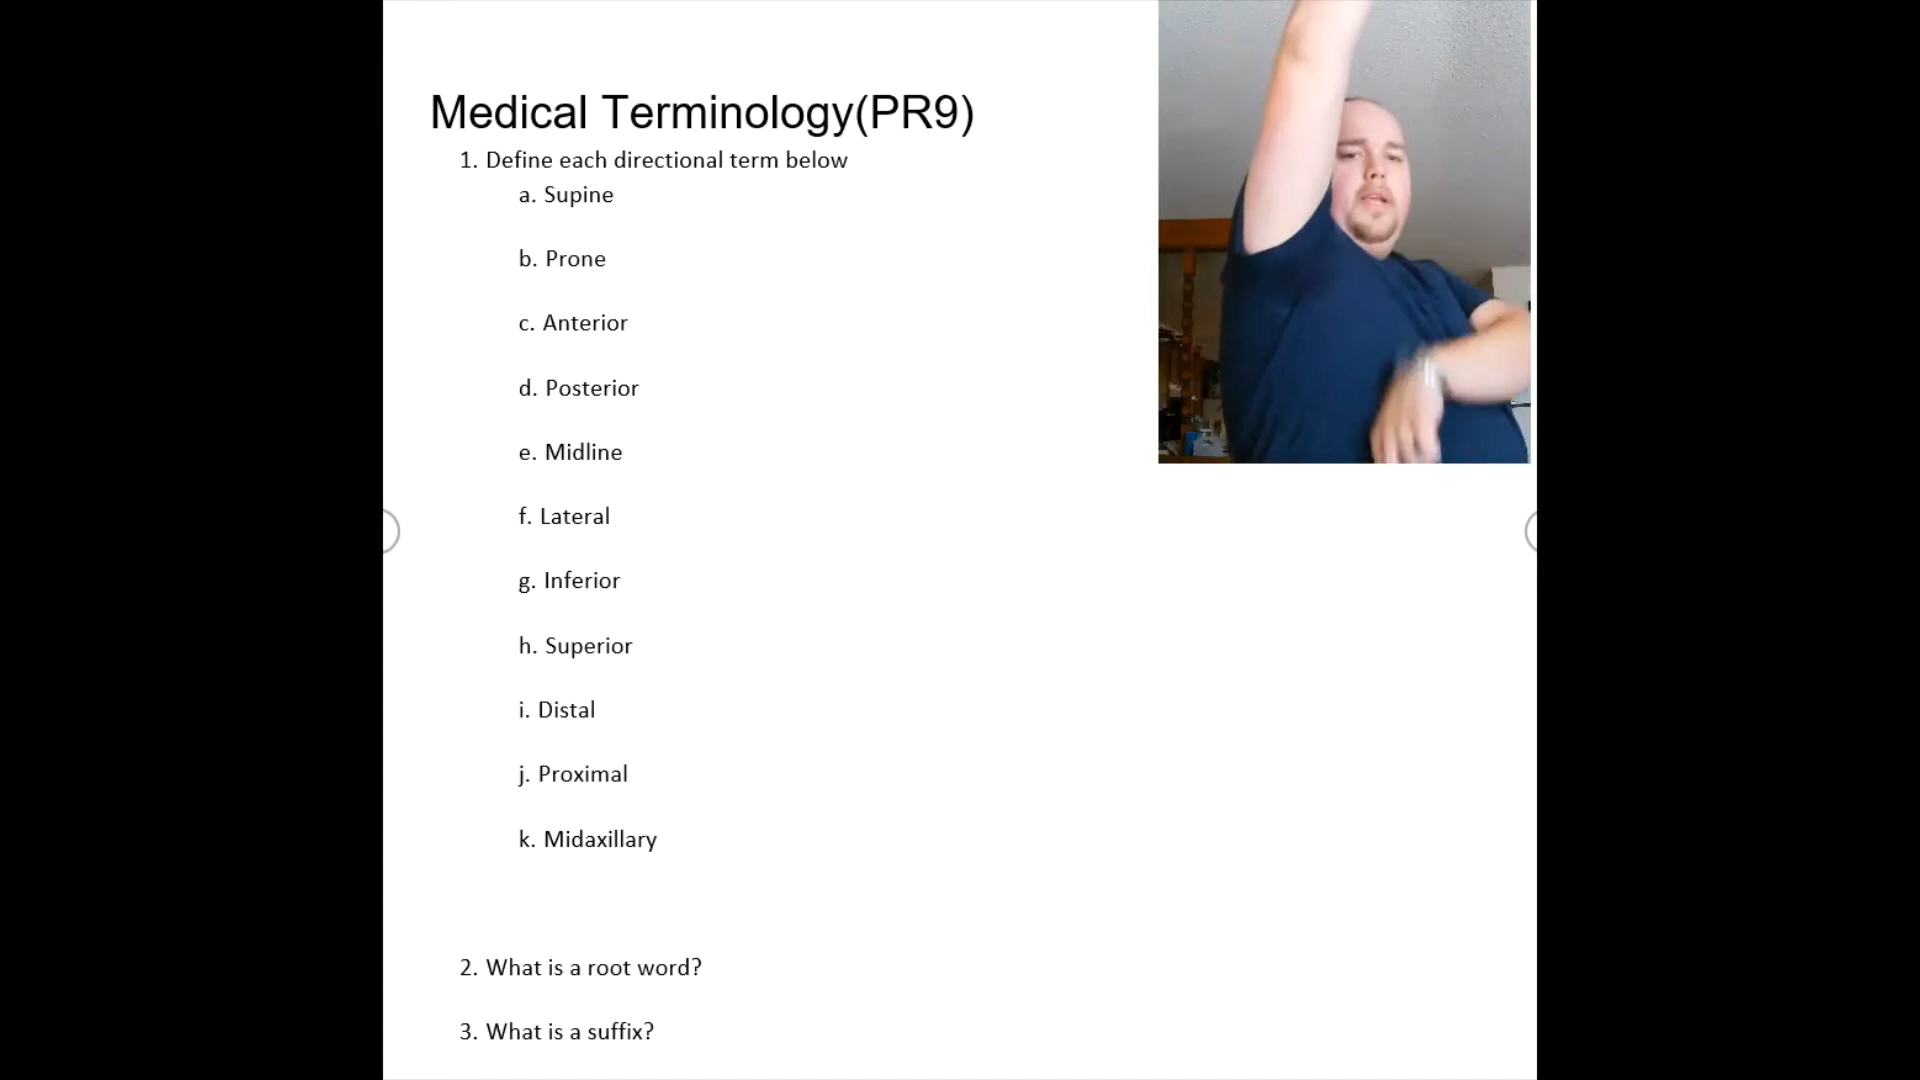 Medical Terminology(PR9)
1. Define each directional term below
a. Supine
b. Prone
c. Anterior
d. Posterior
e. Midline
f. Lateral
g. Inferior
h. Superior
i. Distal
j. Proximal
k. Midaxillary
2. What is a root word?
3. What is a suffix?